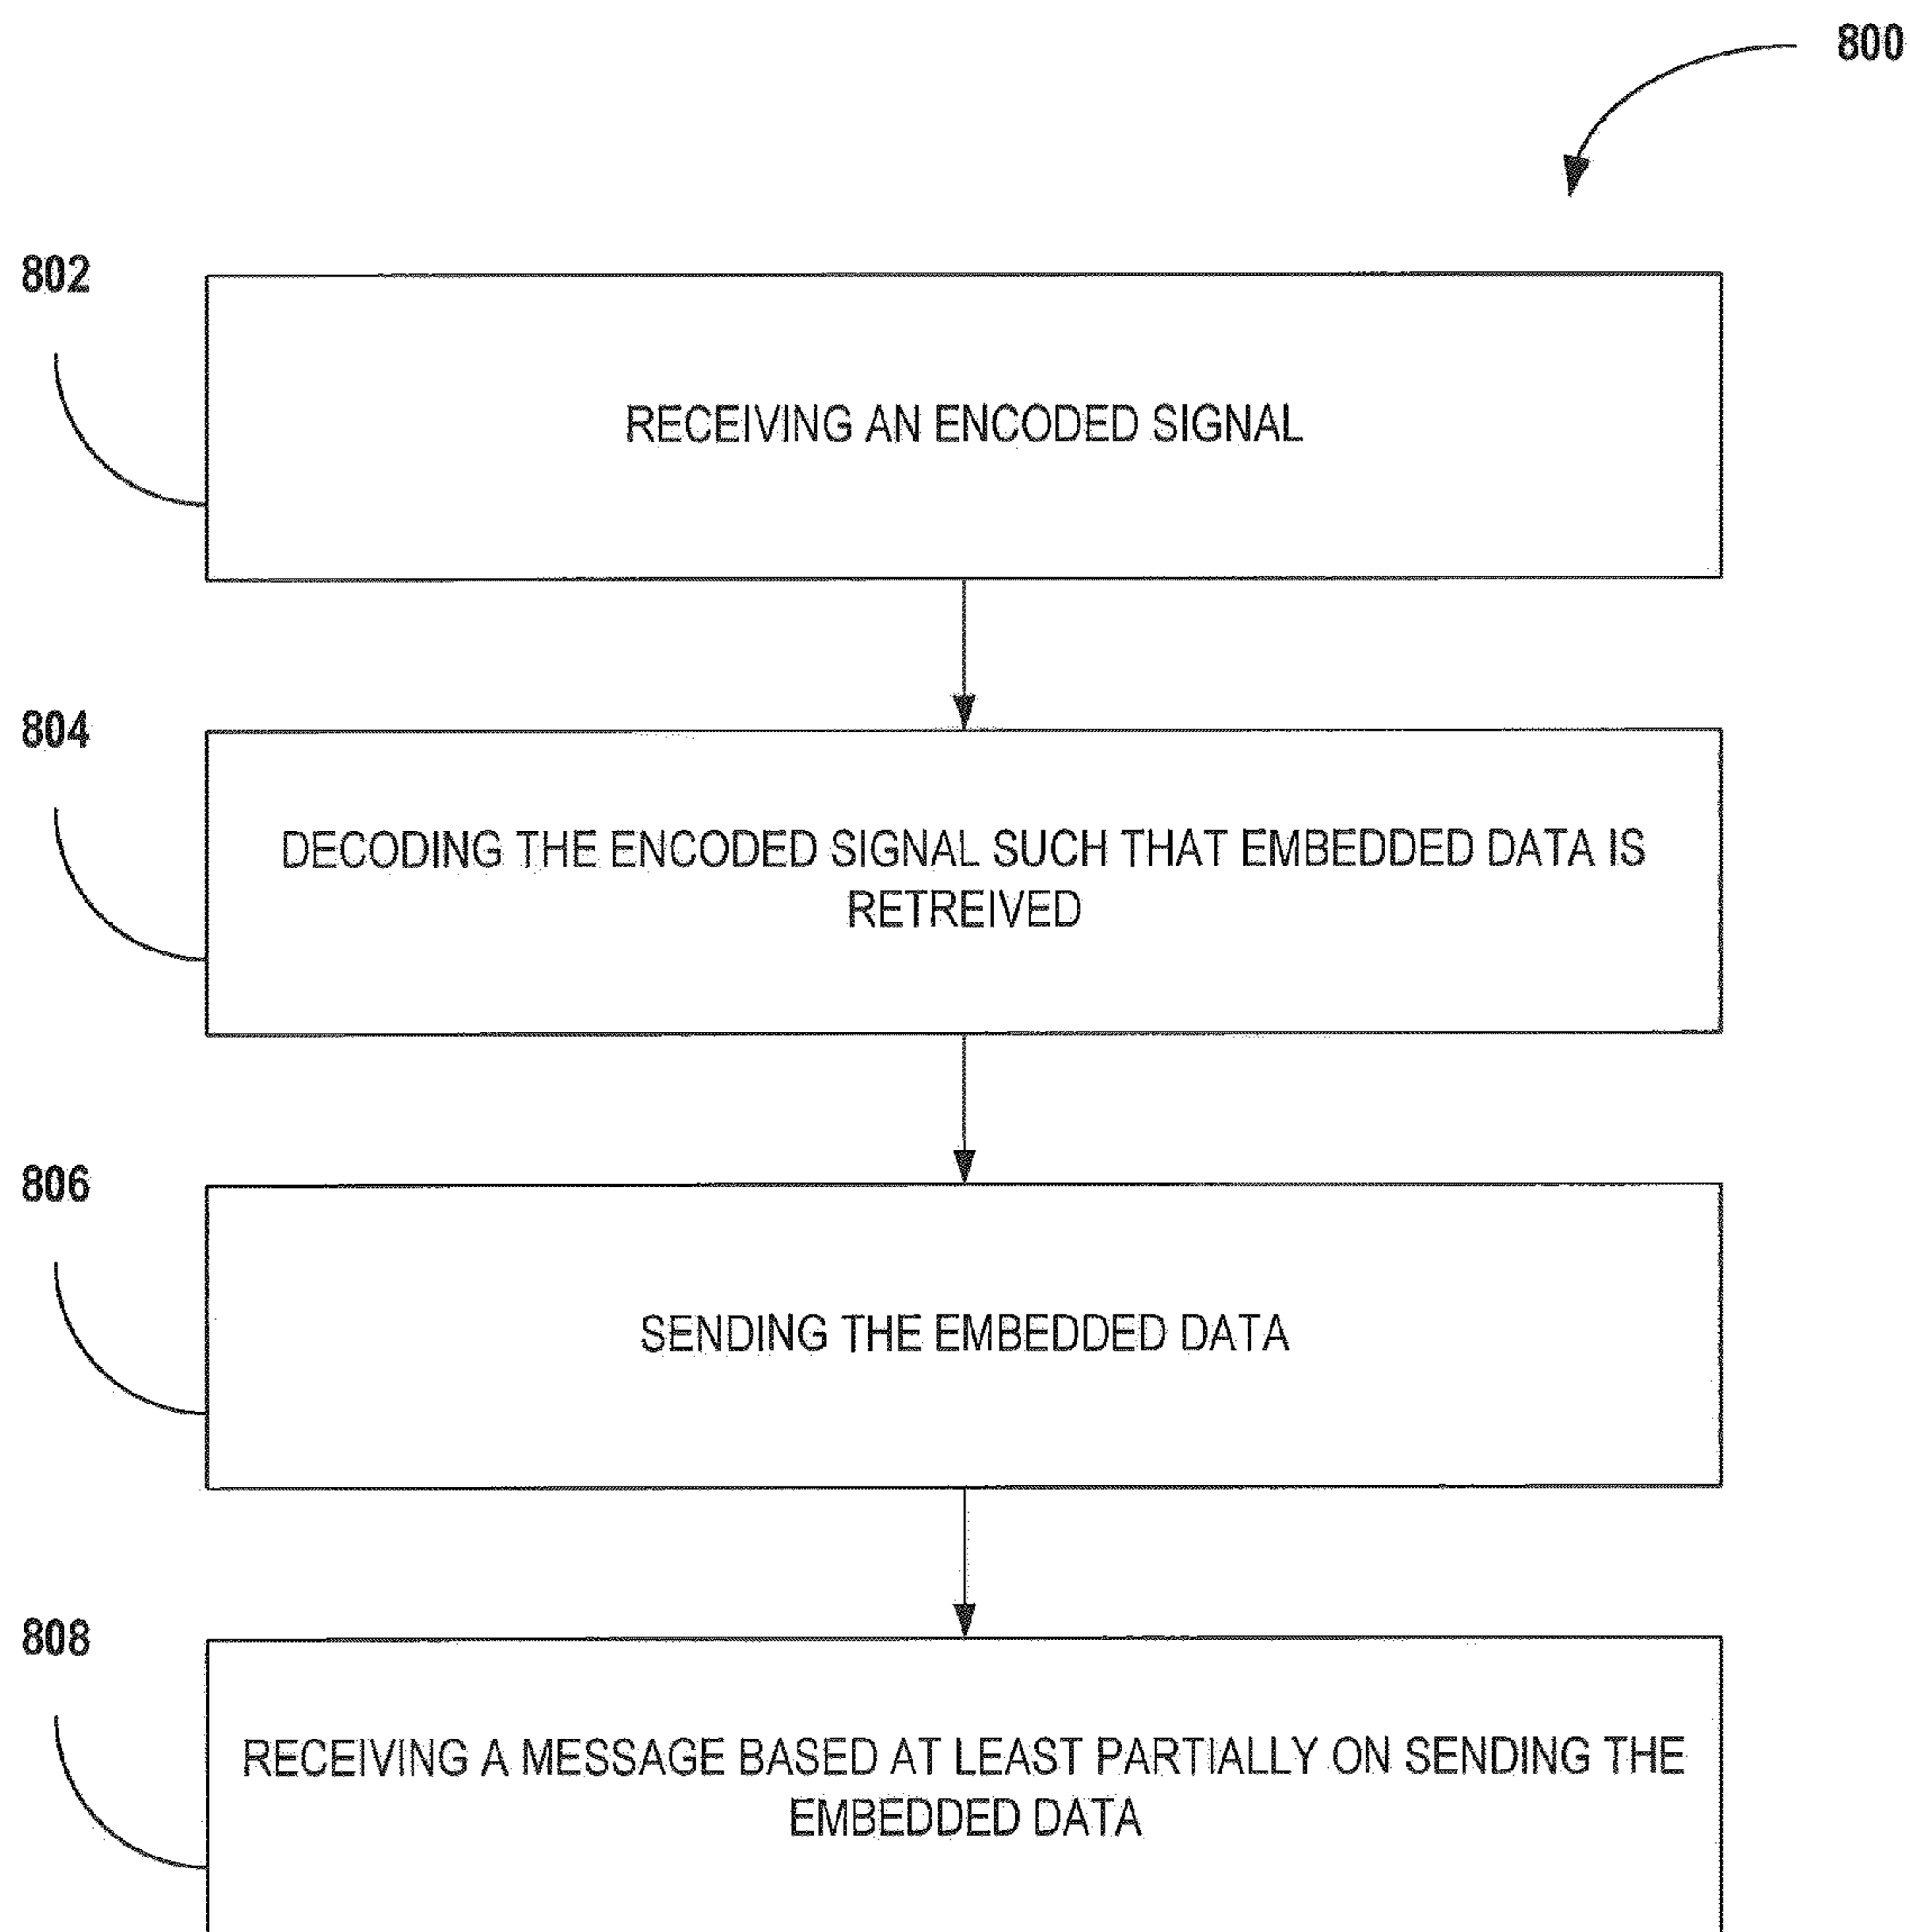 800
802
RECEIVING AN ENCODED SIGNAL
804
DECODING THE ENCODED SIGNAL SUCH THAT EMBEDDED DATA IS
RETREIVED
806
SENDING THE EMBEDDED DATA
808
RECEIVING A MESSAGE BASED AT LEAST PARTIALLY ON SENDING THE
EMBEDDED DATA